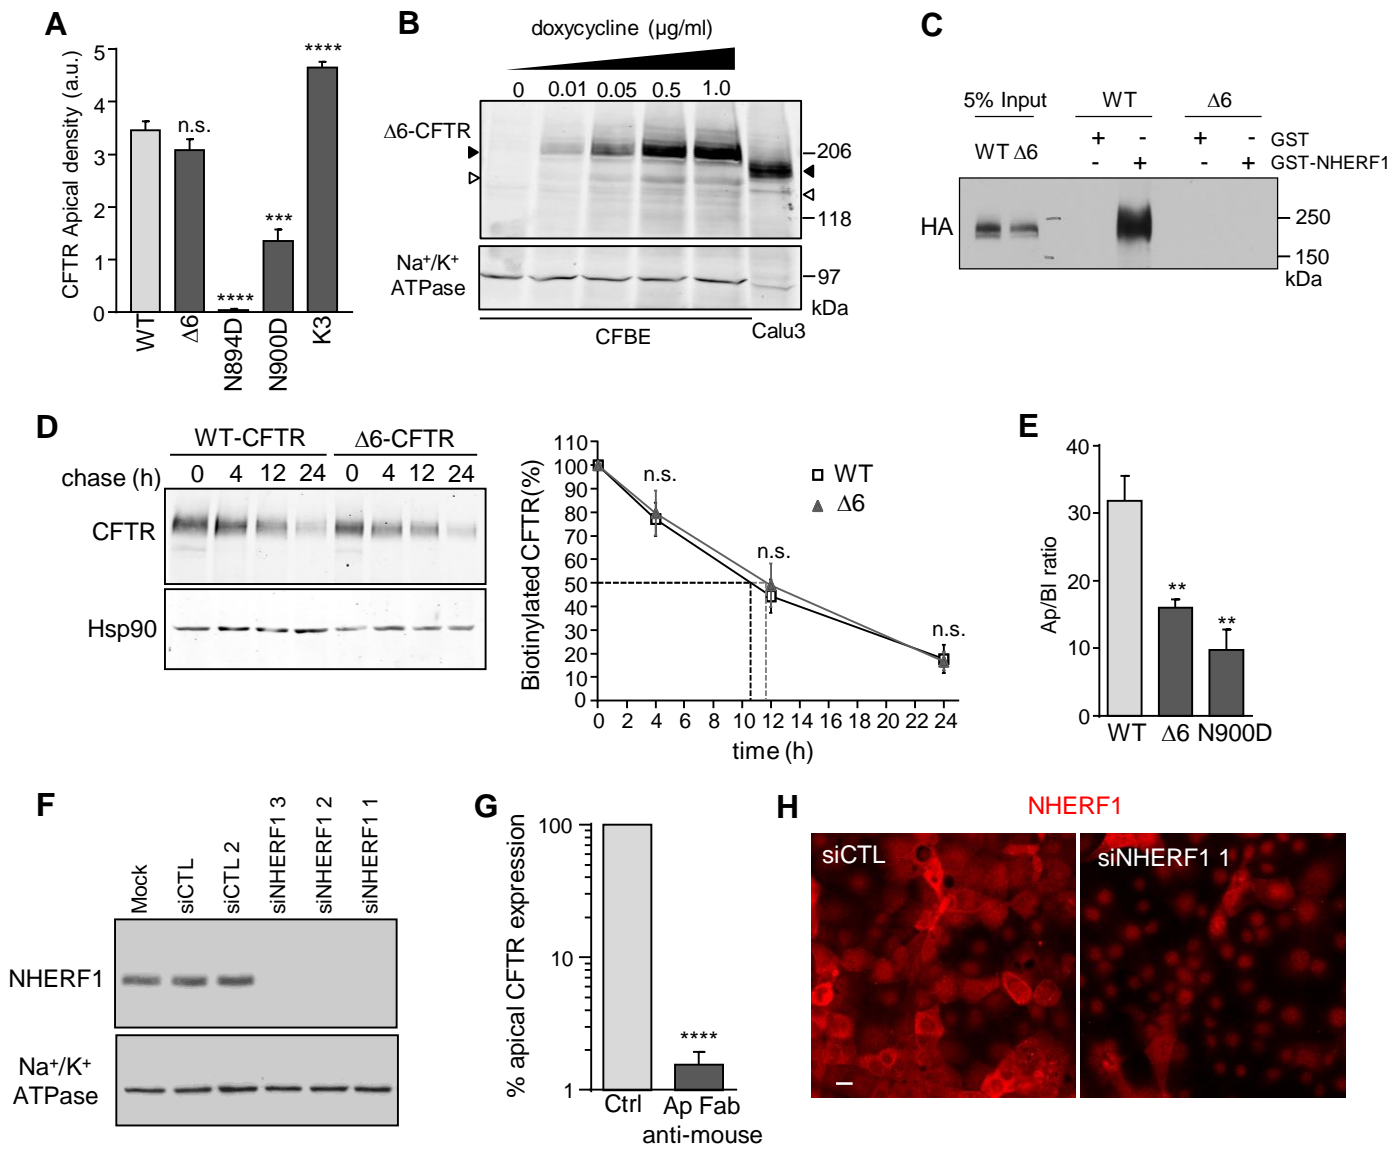 A
CFTR Apical density (a.u.)
5
4
3
2
1
0
n.s.
****
***
****
WT
Δ6
N894D
N900D
K3
B
doxycycline (µg/ml)
0 0.01 0.05 0.5 1.0
Δ6-CFTR
206
118
Na⁺/K⁺
ATPase
97
kDa
CFBE
Calu3
C
5% Input WT Δ6
+ - + - GST
WT Δ6 - + - + GST-NHERF1
HA
250
150
kDa
D
WT-CFTR Δ6-CFTR
chase (h) 0 4 12 24 0 4 12 24
CFTR
Hsp90
Biotinylated CFTR(%)
110
100
90
80
70
60
50
40
30
20
10
0
n.s.
n.s.
n.s.
WT
Δ6
0 2 4 6 8 10 12 14 16 18 20 22 24
time (h)
E
Ap/Bl ratio
40
30
20
10
0
**
**
WT Δ6 N900D
F
Mock
siCTL
siCTL 2
siNHERF1 3
siNHERF1 2
siNHERF1 1
NHERF1
Na⁺/K⁺
ATPase
G
% apical CFTR expression
100
10
1
****
Ctrl Ap Fab
anti-mouse
H
NHERF1
siCTL
siNHERF1 1